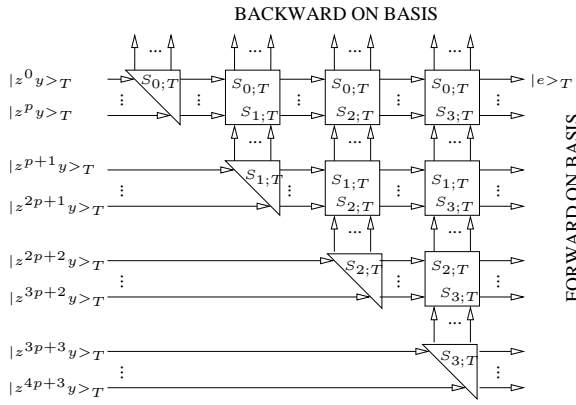 BACKWARD ON BASIS
... ... ... ...
|z^0 y>_T S_{0;T} S_{0;T} S_{0;T} S_{0;T} |e>_T
⋮ ⋮ ⋮ ⋮ ⋮
|z^p y>_T S_{1;T} S_{2;T} S_{3;T}
... ... ...
|z^{p+1} y>_T S_{1;T} S_{1;T} S_{1;T}
⋮ ⋮ ⋮ ⋮
|z^{2p+1} y>_T S_{2;T} S_{3;T}
... ...
|z^{2p+2} y>_T S_{2;T} S_{2;T}
⋮ ⋮ ⋮
|z^{3p+2} y>_T S_{3;T}
...
|z^{3p+3} y>_T S_{3;T}
⋮ ⋮
|z^{4p+3} y>_T
FORWARD ON BASIS